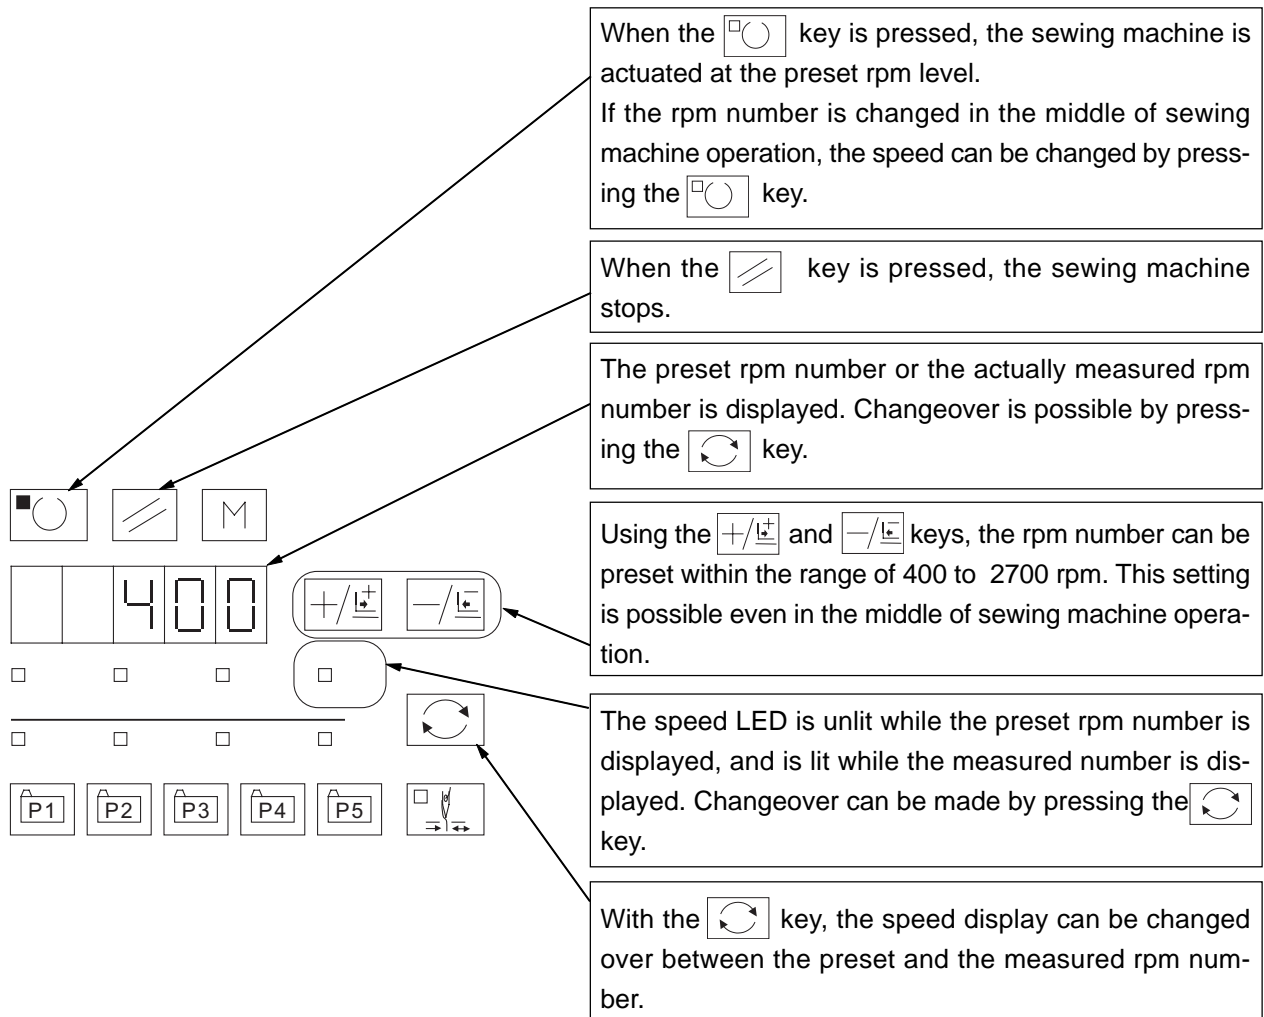 When the key is pressed, the sewing machine is
actuated at the preset rpm level.
If the rpm number is changed in the middle of sewing
machine operation, the speed can be changed by press-
ing the key.
When the key is pressed, the sewing machine
stops.
The preset rpm number or the actually measured rpm
number is displayed. Changeover is possible by press-
ing the key.
Using the +/ and −/ keys, the rpm number can be
preset within the range of 400 to 2700 rpm. This setting
is possible even in the middle of sewing machine opera-
tion.
The speed LED is unlit while the preset rpm number is
displayed, and is lit while the measured number is dis-
played. Changeover can be made by pressing the
key.
With the key, the speed display can be changed
over between the preset and the measured rpm num-
ber.
M
400
+/ −/
P1 P2 P3 P4 P5